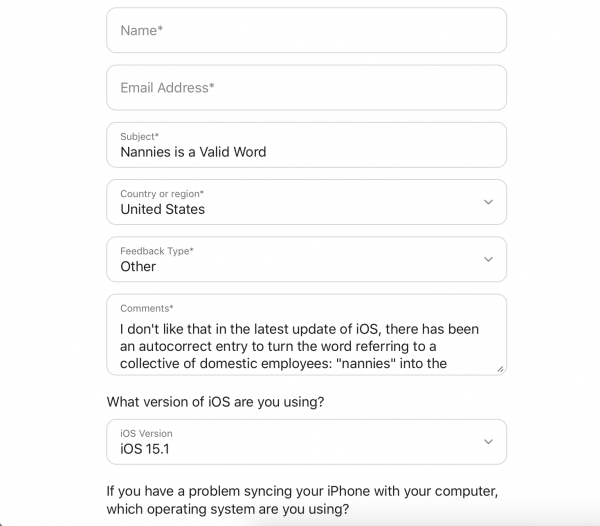 Name*
Email Address*
Subject*
Nannies is a Valid Word
Country or region*
United States
Feedback Type*
Other
Comments*
I don't like that in the latest update of iOS, there has been
an autocorrect entry to turn the word referring to a
collective of domestic employees: "nannies" into the
What version of iOS are you using?
iOS Version
iOS 15.1
If you have a problem syncing your iPhone with your computer,
which operating system are you using?